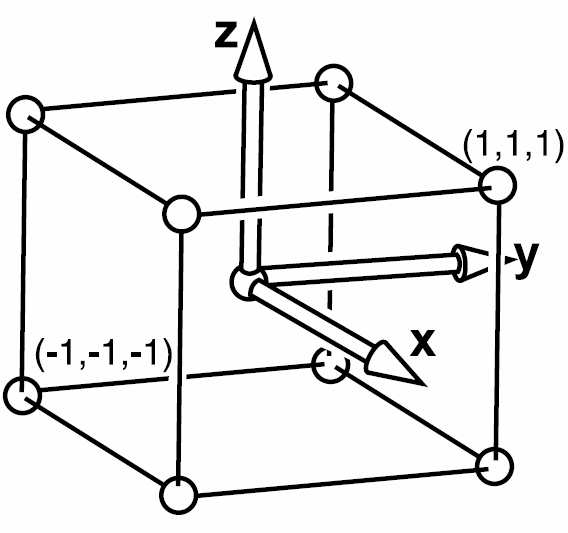 z
(1,1,1)
y
x
(-1,-1,-1)